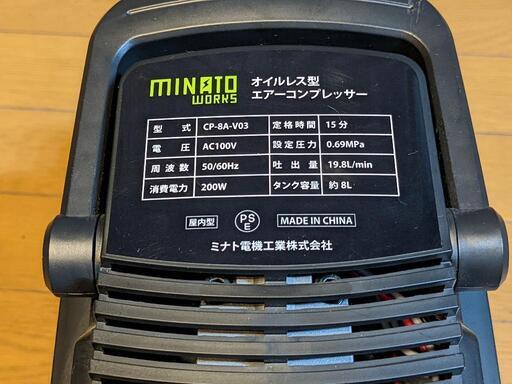 MINATO WORKS
オイルレス型
エアーコンプレッサー
型式 CP-8A-V03 定格時間 15分
電圧 AC100V 設定圧力 0.69MPa
周波数 50/60Hz 吐出量 19.8L/min
消費電力 200W タンク容量 約8L
屋内型 PSE MADE IN CHINA
ミナト電機工業株式会社